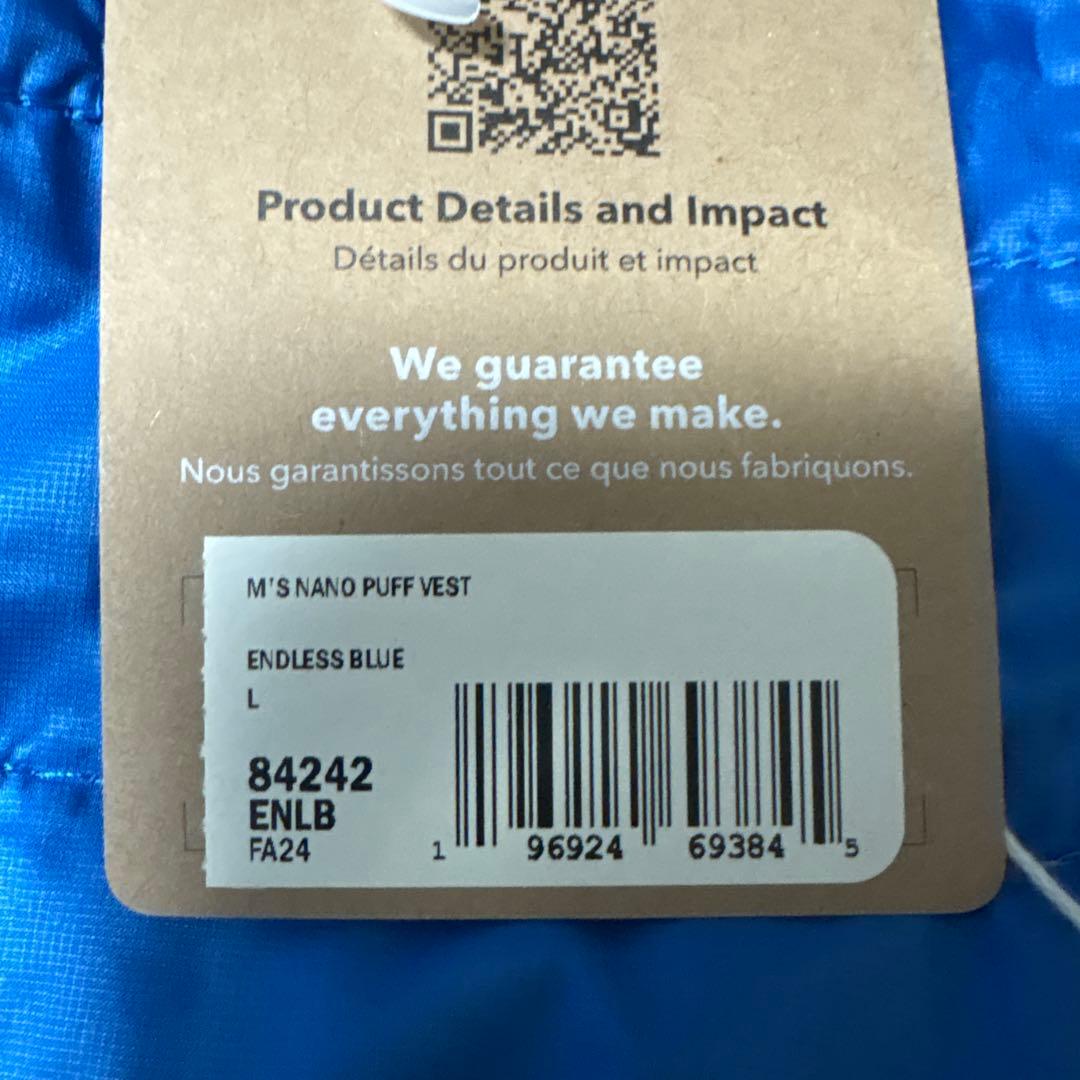 Product Details and Impact
Détails du produit et impact
We guarantee
everything we make.
Nous garantissons tout ce que nous fabriquons.
M'S NANO PUFF VEST
ENDLESS BLUE
L
84242
ENLB
FA24
1 96924 69384 5